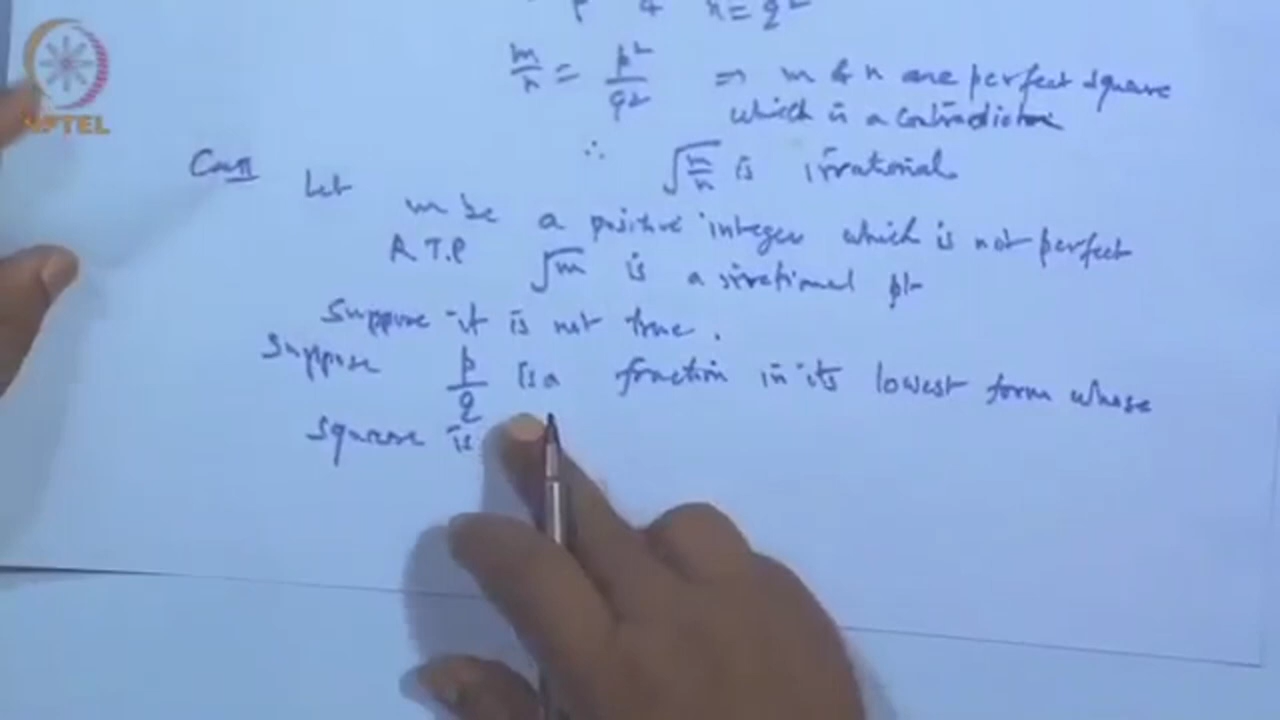 NPTEL
n = q²
m/n = p²/q² ⇒ m & n are perfect square
which is a contradiction
∴ √m/n is irrational
Case II Let
m be a positive integer which is not perfect
R.T.P √m is a irrational pt
Suppose it is not true.
Suppose p/q is a fraction in its lowest form whose
square is